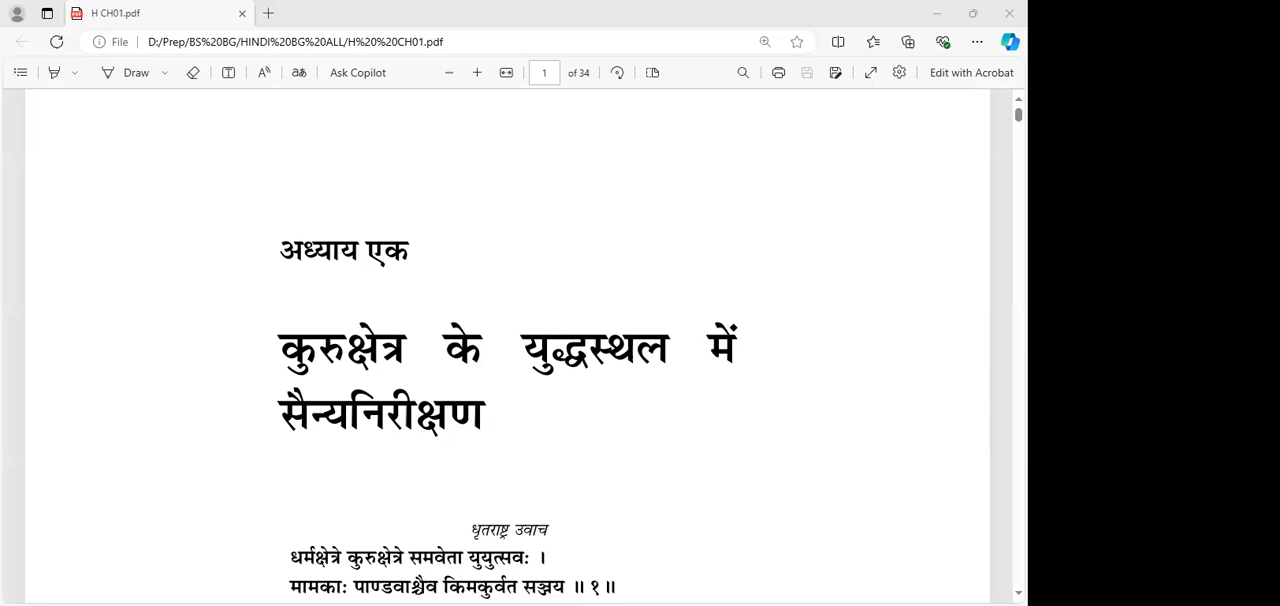 H CH01.pdf
File D:/Prep/BS%20BG/HINDI%20BG%20ALL/H%20%20CH01.pdf
Draw Ask Copilot 1 of 34 Edit with Acrobat
अध्याय एक
कुरुक्षेत्र के युद्धस्थल में
सैन्यनिरीक्षण
धृतराष्ट्र उवाच
धर्मक्षेत्रे कुरुक्षेत्रे समवेता युयुत्सवः ।
मामकाः पाण्डवाश्चैव किमकुर्वत सञ्जय ॥ १॥